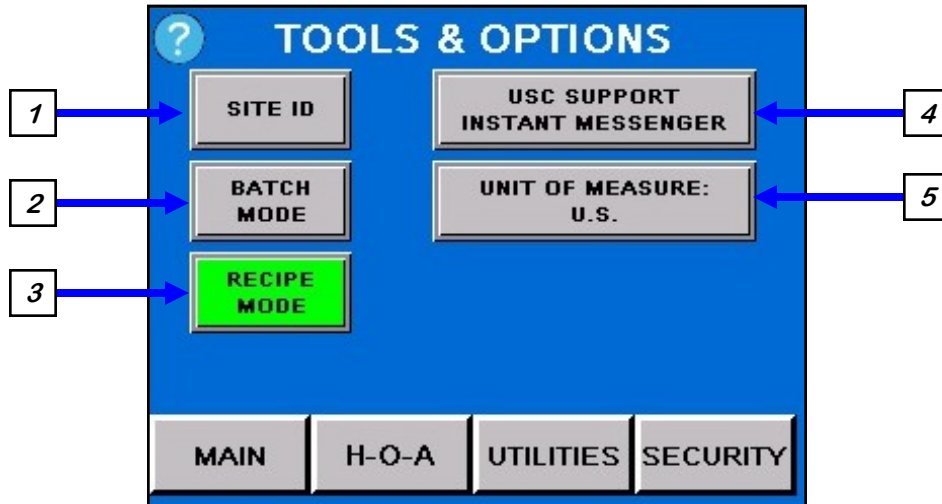 ? TOOLS & OPTIONS
1
SITE ID
USC SUPPORT
INSTANT MESSENGER
4
2
BATCH
MODE
UNIT OF MEASURE:
U.S.
5
3
RECIPE
MODE
MAIN
H-O-A
UTILITIES
SECURITY